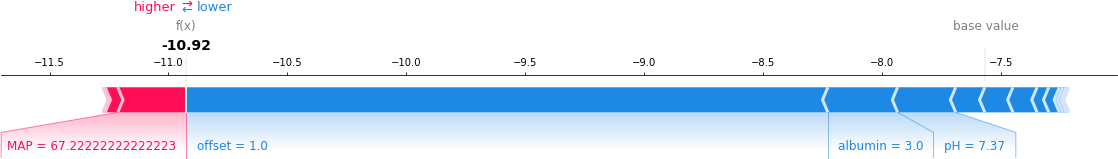 higher ⇄ lower
f(x)
base value
-10.92
−11.5 −11.0 −10.5 −10.0 −9.5 −9.0 −8.5 −8.0 −7.5
MAP = 67.22222222222223 offset = 1.0 albumin = 3.0 pH = 7.37